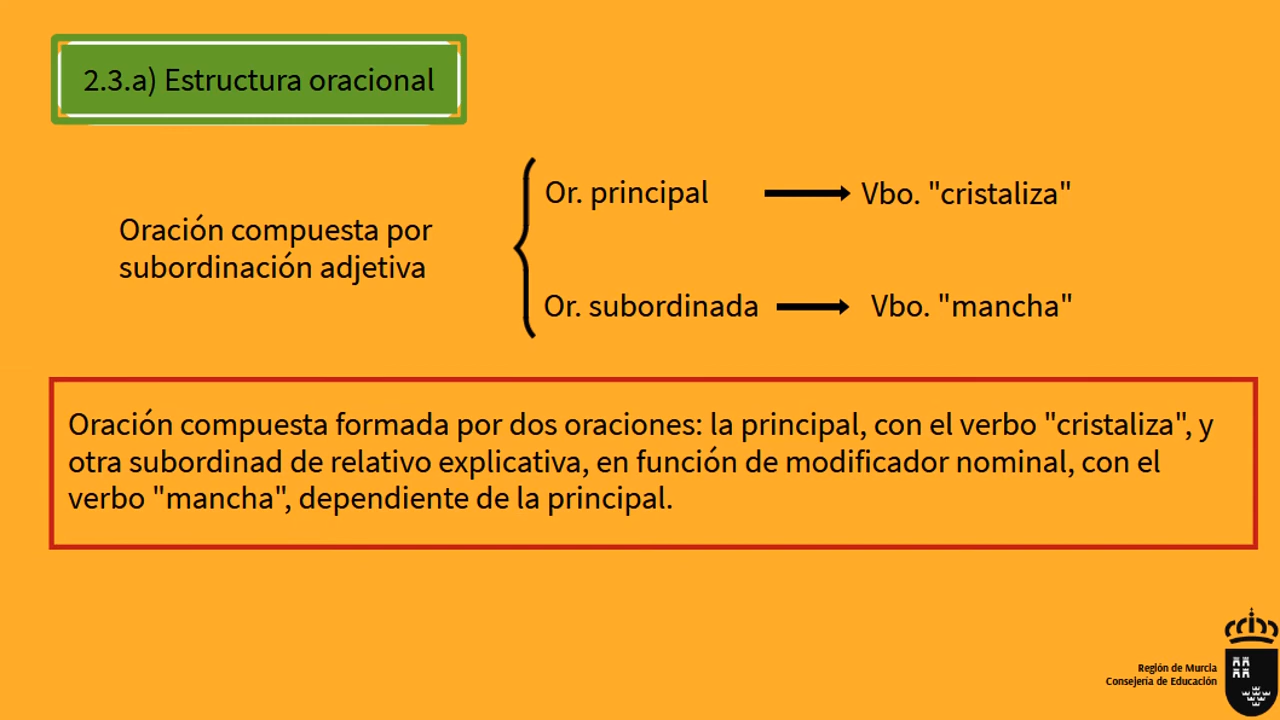 2.3.a) Estructura oracional
Oración compuesta por
subordinación adjetiva
Or. principal
Vbo. "cristaliza"
Or. subordinada
Vbo. "mancha"
Oración compuesta formada por dos oraciones: la principal, con el verbo "cristaliza", y
otra subordinad de relativo explicativa, en función de modificador nominal, con el
verbo "mancha", dependiente de la principal.
Región de Murcia
Consejería de Educación